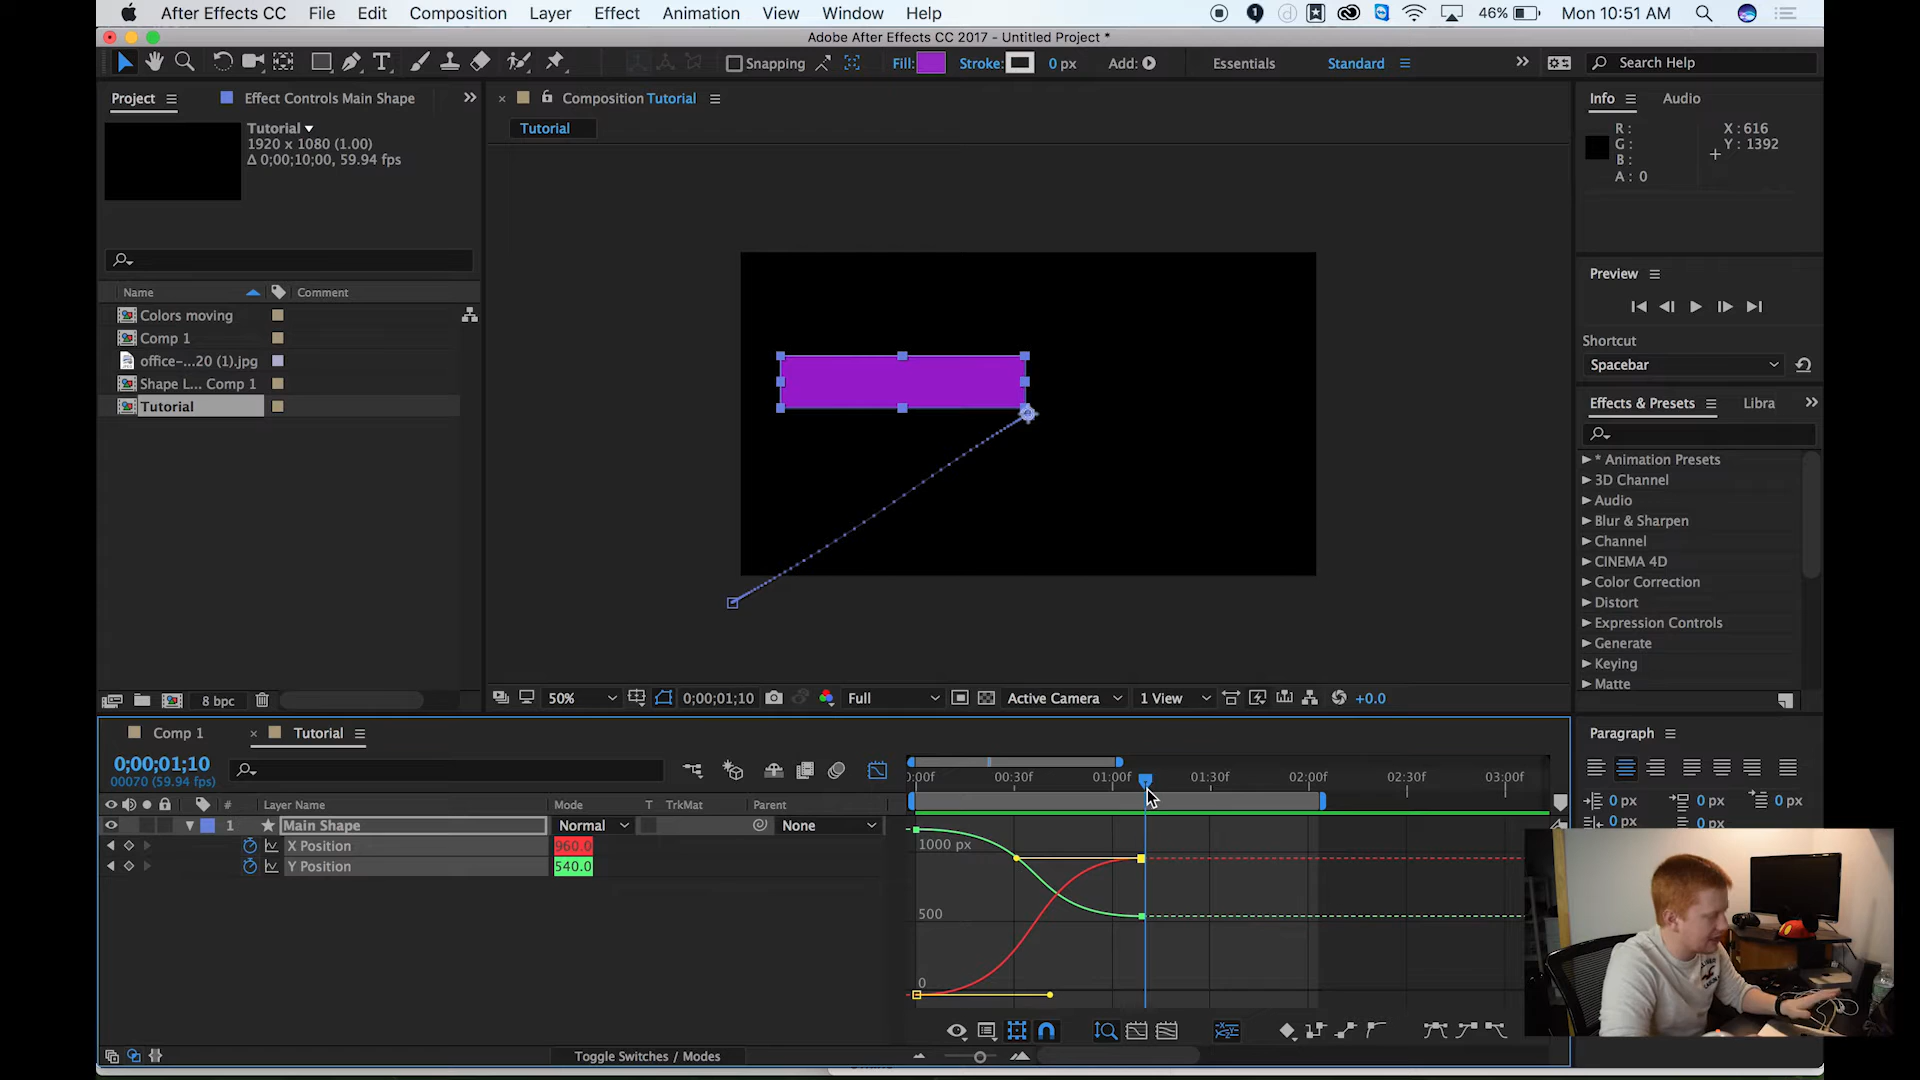 After Effects CC File Edit Composition Layer Effect Animation View Window Help 46% Mon 10:51 AM
Adobe After Effects CC 2017 - Untitled Project *
Snapping Fill: Stroke: 0 px Add: Essentials Standard Search Help
Project Effect Controls Main Shape
Composition Tutorial
Info Audio
Tutorial
1920 x 1080 (1.00)
Δ 0;00;10;00, 59.94 fps
Tutorial
R :
G :
B :
A : 0
X : 616
Y : 1392
Name Comment
Colors moving
Comp 1
office-...20 (1).jpg
Shape L... Comp 1
Tutorial
Preview
Shortcut
Spacebar
Effects & Presets Libra
* Animation Presets
3D Channel
Audio
Blur & Sharpen
Channel
CINEMA 4D
Color Correction
Distort
Expression Controls
Generate
Keying
Matte
8 bpc
50% 0;00;01;10 Full Active Camera 1 View +0.0
Comp 1 Tutorial
0;00;01;10
00070 (59.94 fps)
# Layer Name Mode T TrkMat Parent
1 Main Shape Normal None
X Position 960.0
Y Position 540.0
0:00f 00:30f 01:00f 01:30f 02:00f 02:30f 03:00f
1000 px
500
0
Toggle Switches / Modes
Paragraph
0 px 0 px 0 px
0 px 0 px